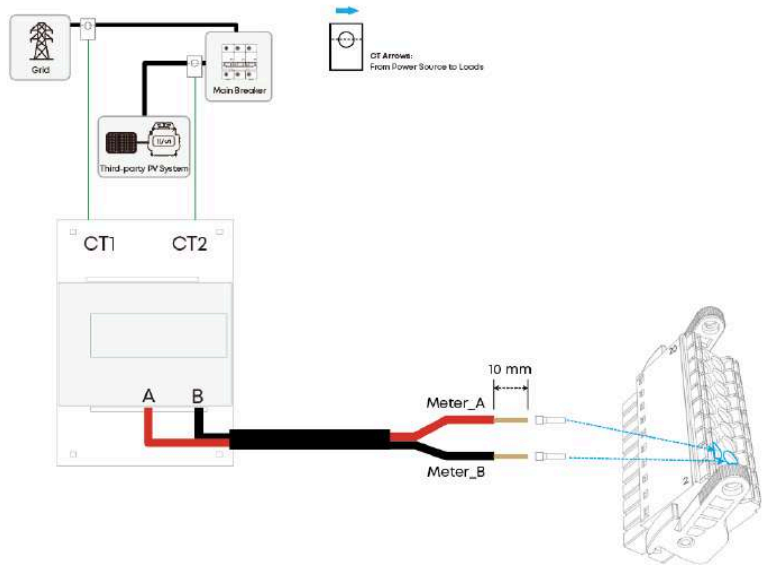 Grid
Main Breaker
Third-party PV System
CT Arrows:
From Power Source to Loads
CT1 CT2
A B
10 mm
Meter_A
Meter_B
2